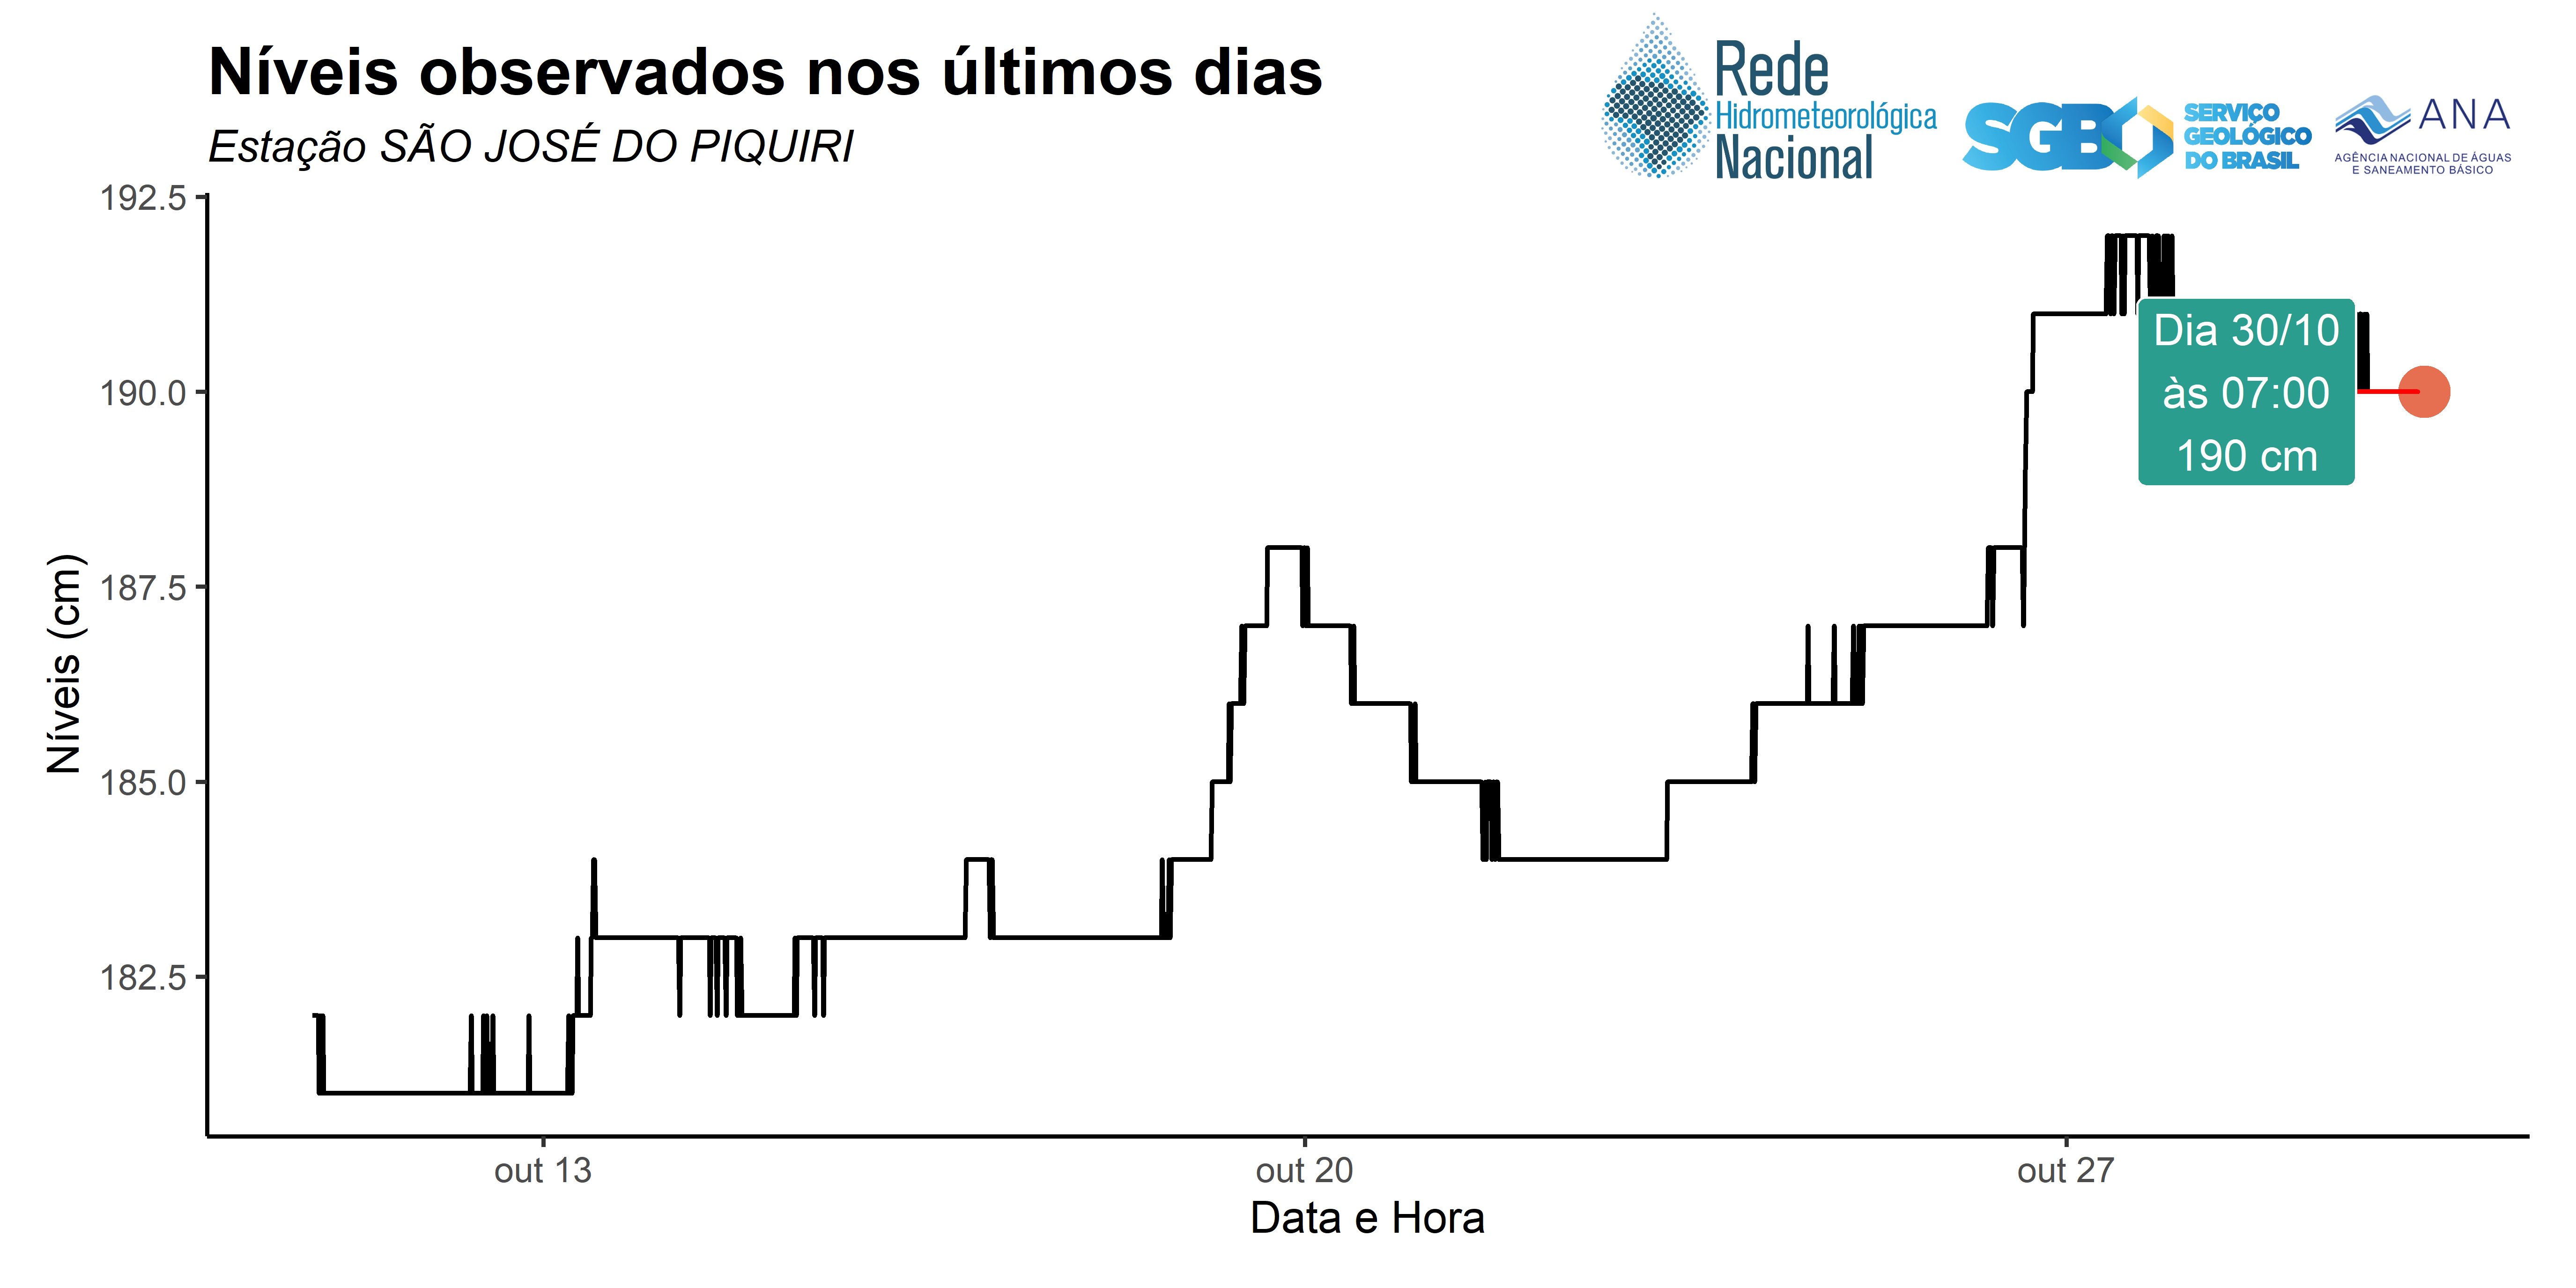 Níveis observados nos últimos dias
Estação SÃO JOSÉ DO PIQUIRI
Rede
Hidrometeorológica
Nacional
SGB
SERVIÇO
GEOLÓGICO
DO BRASIL
ANA
AGÊNCIA NACIONAL DE ÁGUAS
E SANEAMENTO BÁSICO
192.5
190.0
187.5
185.0
182.5
Níveis (cm)
Dia 30/10
às 07:00
190 cm
out 13
out 20
out 27
Data e Hora